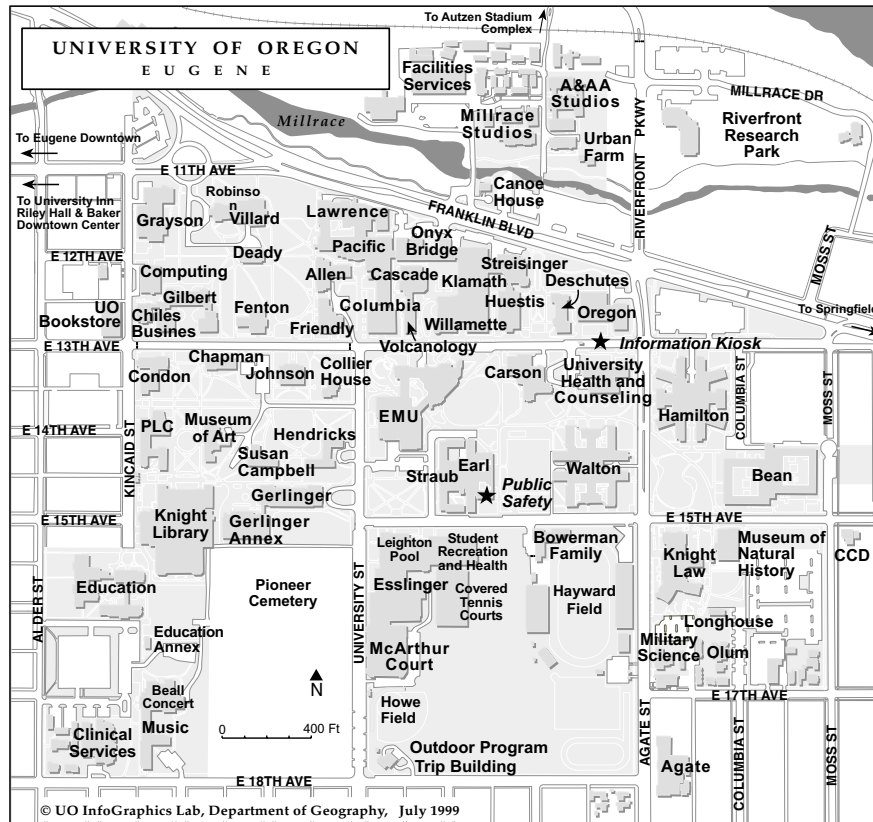 UNIVERSITY OF OREGON
EUGENE
To Autzen Stadium
Complex
Facilities
Services
A&AA
Studios
MILLRACE DR
Millrace
Millrace
Studios
Urban
Farm
RIVERFRONT PKWY
Riverfront
Research
Park
To Eugene Downtown
E 11TH AVE
Canoe
House
To University Inn
Riley Hall & Baker
Downtown Center
Robinso
n
Grayson
Villard
Lawrence
FRANKLIN BLVD
Onyx
Bridge
Pacific
Deady
E 12TH AVE
MOSS ST
Computing
Allen
Cascade
Streisinger
Klamath
Deschutes
Gilbert
Fenton
Columbia
Huestis
Oregon
UO
Bookstore
Chiles
Busines
Friendly
Willamette
To Springfield
E 13TH AVE
Volcanology
Information Kiosk
Chapman
Condon
Johnson
Collier
House
Carson
University
Health and
Counseling
COLUMBIA ST
MOSS ST
Hamilton
E 14TH AVE
KINCAID ST
PLC
Museum
of Art
Hendricks
EMU
Susan
Campbell
Straub
Earl
Walton
Bean
Public
Safety
Gerlinger
E 15TH AVE
Knight
Library
Gerlinger
Annex
E 15TH AVE
Leighton
Pool
Student
Recreation
and Health
Bowerman
Family
Knight
Law
Museum of
Natural
History
CCD
ALDER ST
Education
Pioneer
Cemetery
UNIVERSITY ST
Esslinger
Covered
Tennis
Courts
Hayward
Field
Longhouse
Education
Annex
McArthur
Court
Military
Science
Olum
N
E 17TH AVE
Beall
Concert
Music
0 400 Ft
Howe
Field
Clinical
Services
Outdoor Program
Trip Building
AGATE ST
Agate
COLUMBIA ST
MOSS ST
E 18TH AVE
© UO InfoGraphics Lab, Department of Geography, July 1999